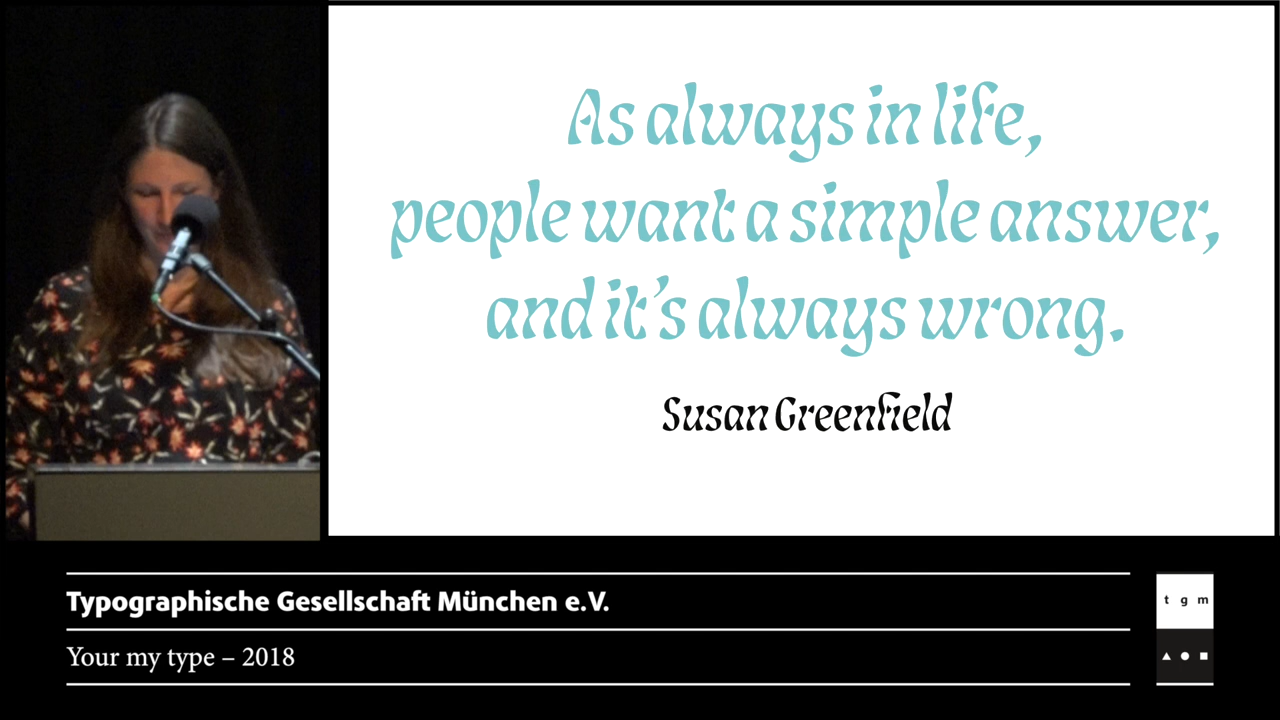 As always in life,
people want a simple answer,
and it’s always wrong.
Susan Greenfield
Typographische Gesellschaft München e.V.
Your my type – 2018
t g m